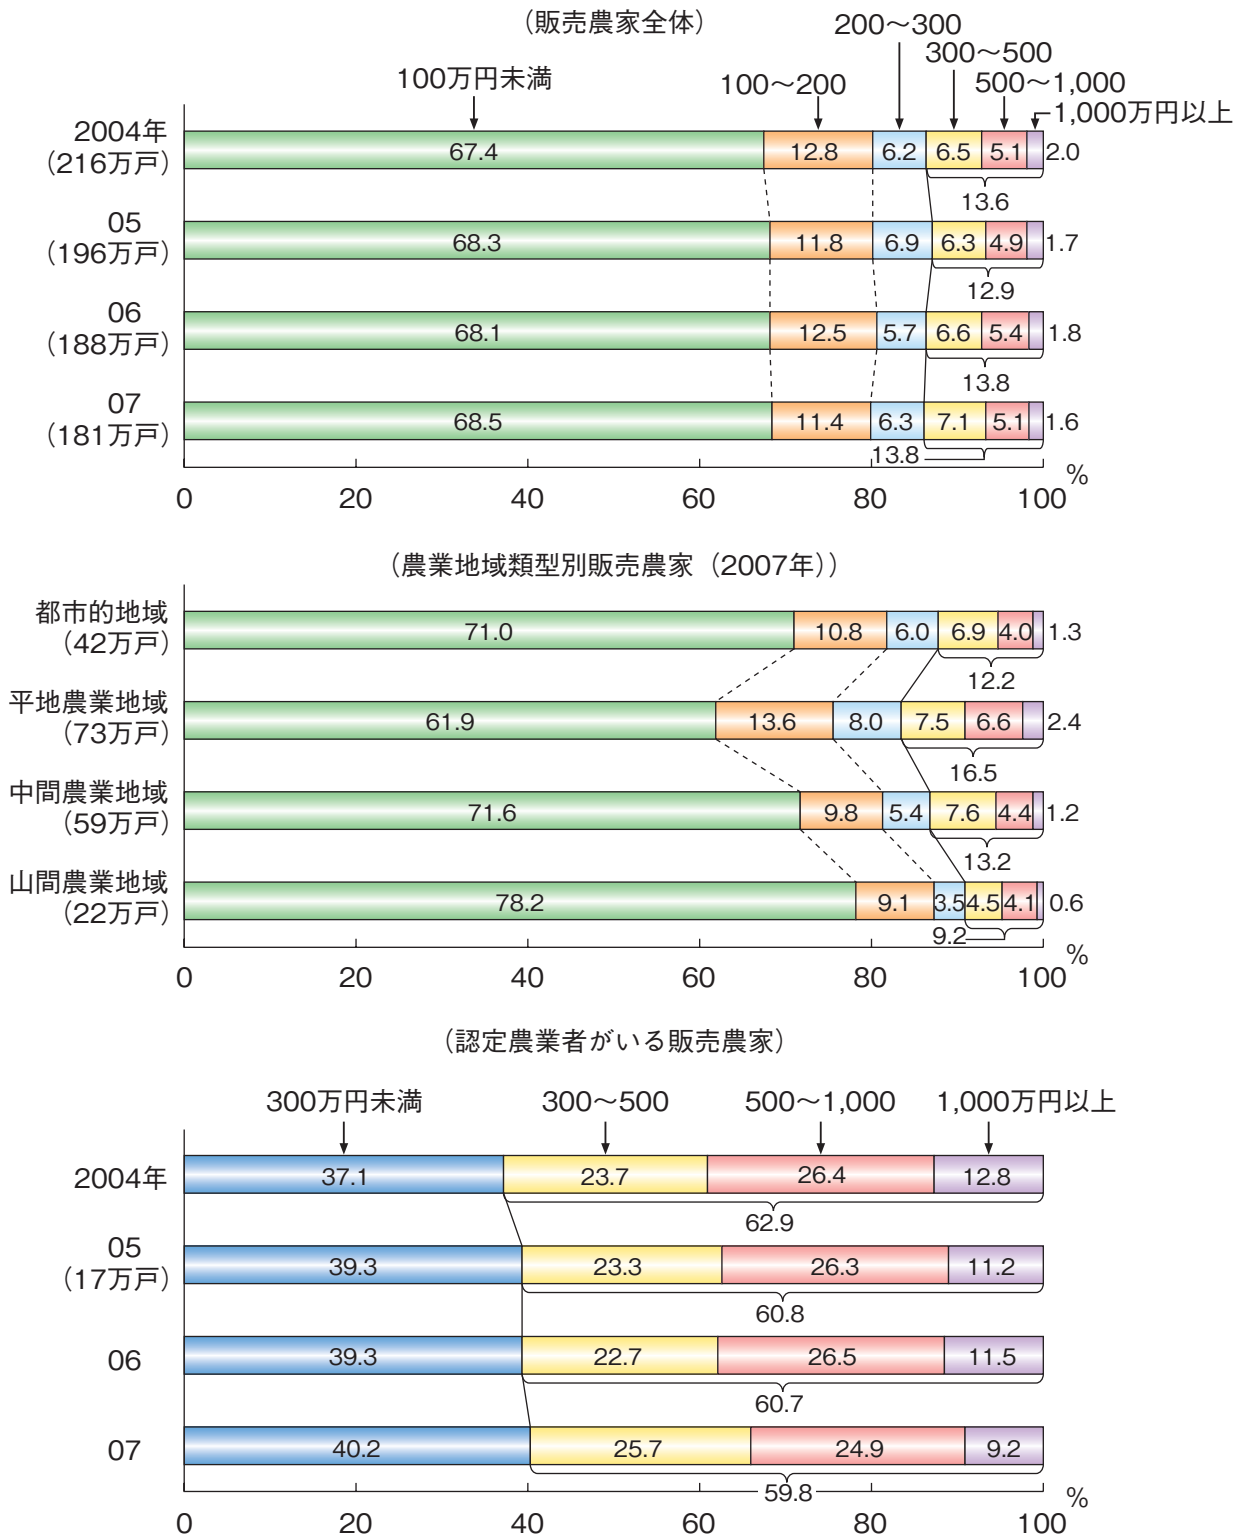 （販売農家全体）
200〜300
300〜500
100万円未満
100〜200
500〜1,000
1,000万円以上
2004年
（216万戸）
67.4 12.8 6.2 6.5 5.1 2.0
13.6
05
（196万戸）
68.3 11.8 6.9 6.3 4.9 1.7
12.9
06
（188万戸）
68.1 12.5 5.7 6.6 5.4 1.8
13.8
07
（181万戸）
68.5 11.4 6.3 7.1 5.1 1.6
13.8
%
0 20 40 60 80 100
（農業地域類型別販売農家（2007年））
都市的地域
（42万戸）
71.0 10.8 6.0 6.9 4.0 1.3
12.2
平地農業地域
（73万戸）
61.9 13.6 8.0 7.5 6.6 2.4
16.5
中間農業地域
（59万戸）
71.6 9.8 5.4 7.6 4.4 1.2
13.2
山間農業地域
（22万戸）
78.2 9.1 3.5 4.5 4.1 0.6
9.2
%
0 20 40 60 80 100
（認定農業者がいる販売農家）
300万円未満 300〜500 500〜1,000 1,000万円以上
2004年
37.1 23.7 26.4 12.8
62.9
05
（17万戸）
39.3 23.3 26.3 11.2
60.8
06
39.3 22.7 26.5 11.5
60.7
07
40.2 25.7 24.9 9.2
59.8
%
0 20 40 60 80 100